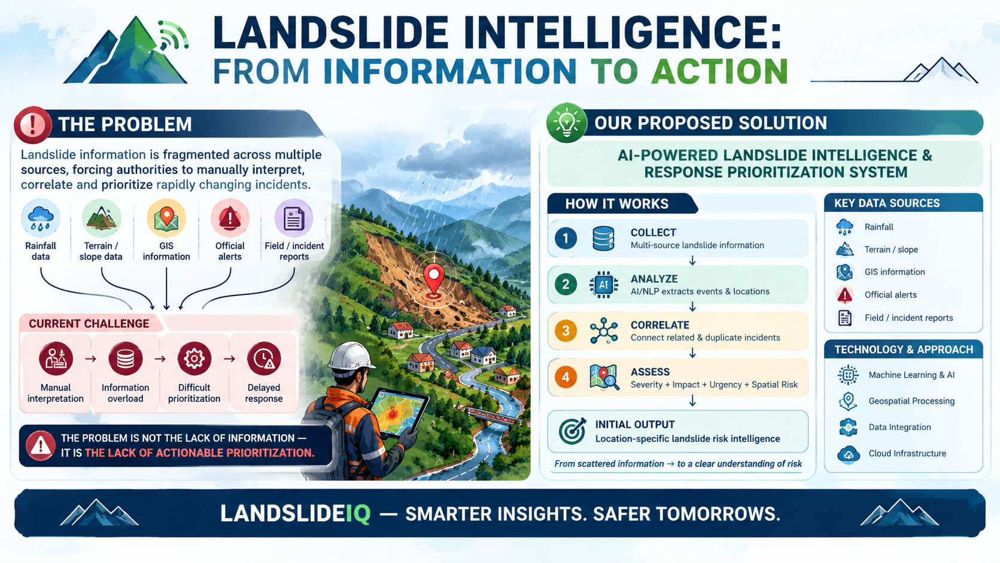 LANDSLIDE INTELLIGENCE:
FROM INFORMATION TO ACTION
THE PROBLEM
Landslide information is fragmented across multiple
sources, forcing authorities to manually interpret,
correlate and prioritize rapidly changing incidents.
Rainfall
data
Terrain /
slope data
GIS
information
Official
alerts
Field / incident
reports
CURRENT CHALLENGE
Manual
interpretation
Information
overload
Difficult
prioritization
Delayed
response
THE PROBLEM IS NOT THE LACK OF INFORMATION —
IT IS THE LACK OF ACTIONABLE PRIORITIZATION.
OUR PROPOSED SOLUTION
AI-POWERED LANDSLIDE INTELLIGENCE &
RESPONSE PRIORITIZATION SYSTEM
HOW IT WORKS
1
COLLECT
Multi-source landslide information
2
AI
ANALYZE
AI/NLP extracts events & locations
3
CORRELATE
Connect related & duplicate incidents
4
ASSESS
Severity + Impact + Urgency + Spatial Risk
INITIAL OUTPUT
Location-specific landslide risk intelligence
From scattered information → to a clear understanding of risk
KEY DATA SOURCES
Rainfall
Terrain / slope
GIS information
Official alerts
Field / incident reports
TECHNOLOGY & APPROACH
Machine Learning & AI
Geospatial Processing
Data Integration
Cloud Infrastructure
LANDSLIDEIQ — SMARTER INSIGHTS. SAFER TOMORROWS.